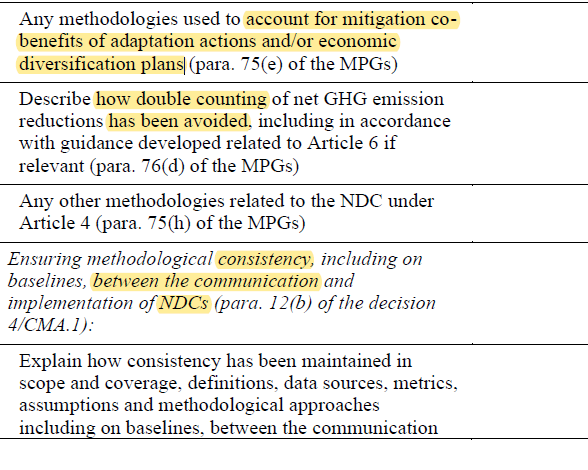 Any methodologies used to account for mitigation co-
benefits of adaptation actions and/or economic
diversification plans (para. 75(e) of the MPGs)
Describe how double counting of net GHG emission
reductions has been avoided, including in accordance
with guidance developed related to Article 6 if
relevant (para. 76(d) of the MPGs)
Any other methodologies related to the NDC under
Article 4 (para. 75(h) of the MPGs)
Ensuring methodological consistency, including on
baselines, between the communication and
implementation of NDCs (para. 12(b) of the decision
4/CMA.1):
Explain how consistency has been maintained in
scope and coverage, definitions, data sources, metrics,
assumptions and methodological approaches
including on baselines, between the communication